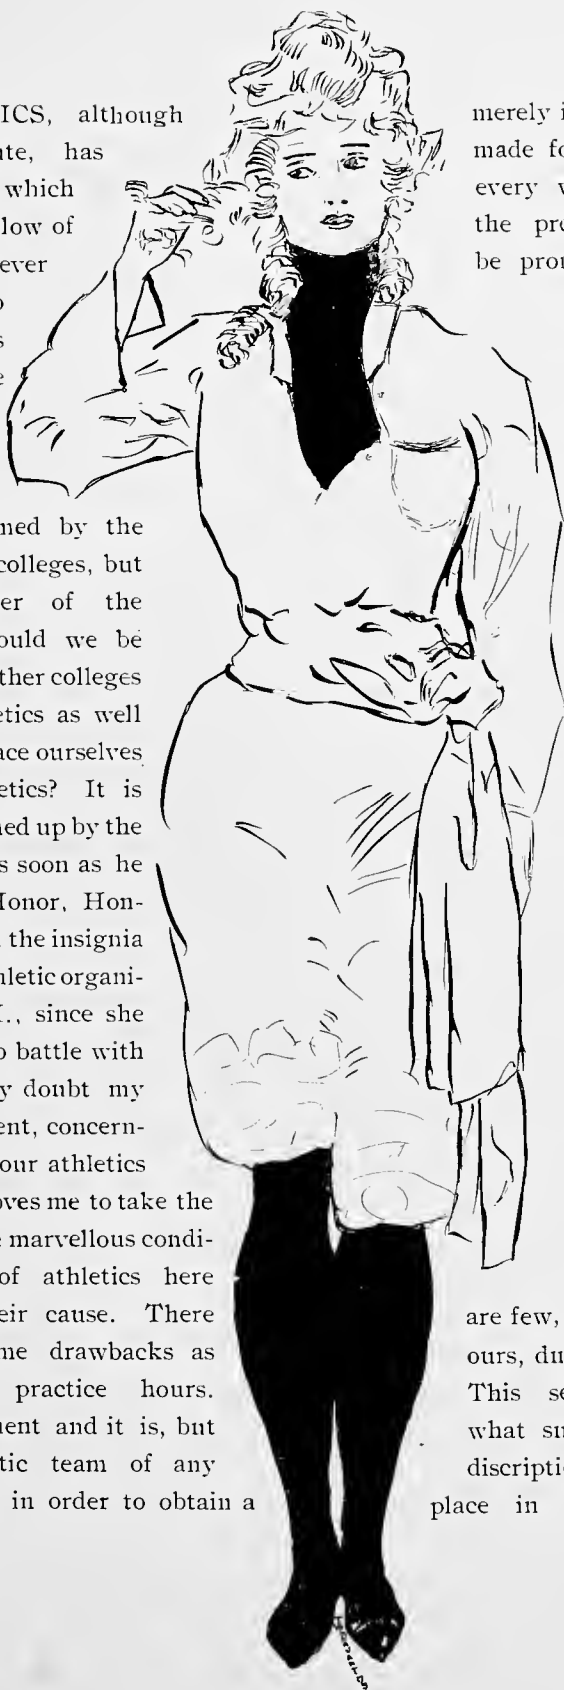 ICS, although
te, has
which
low of
ever
o
s
e
ned by the
colleges, but
er of the
ould we be
ther colleges
etics as well
ace ourselves
etics? It is
ned up by the
s soon as he
Honor, Hon-
the insignia
hletic organi-
I., since she
o battle with
y doubt my
ent, concern-
our athletics
oves me to take the
e marvellous condi-
of athletics here
eir cause. There
me drawbacks as
practice hours.
nent and it is, but
tic team of any
in order to obtain a
merely i
made fo
every
the pre
be pro
are few,
ours, du
This se
what su
discriptio
place in